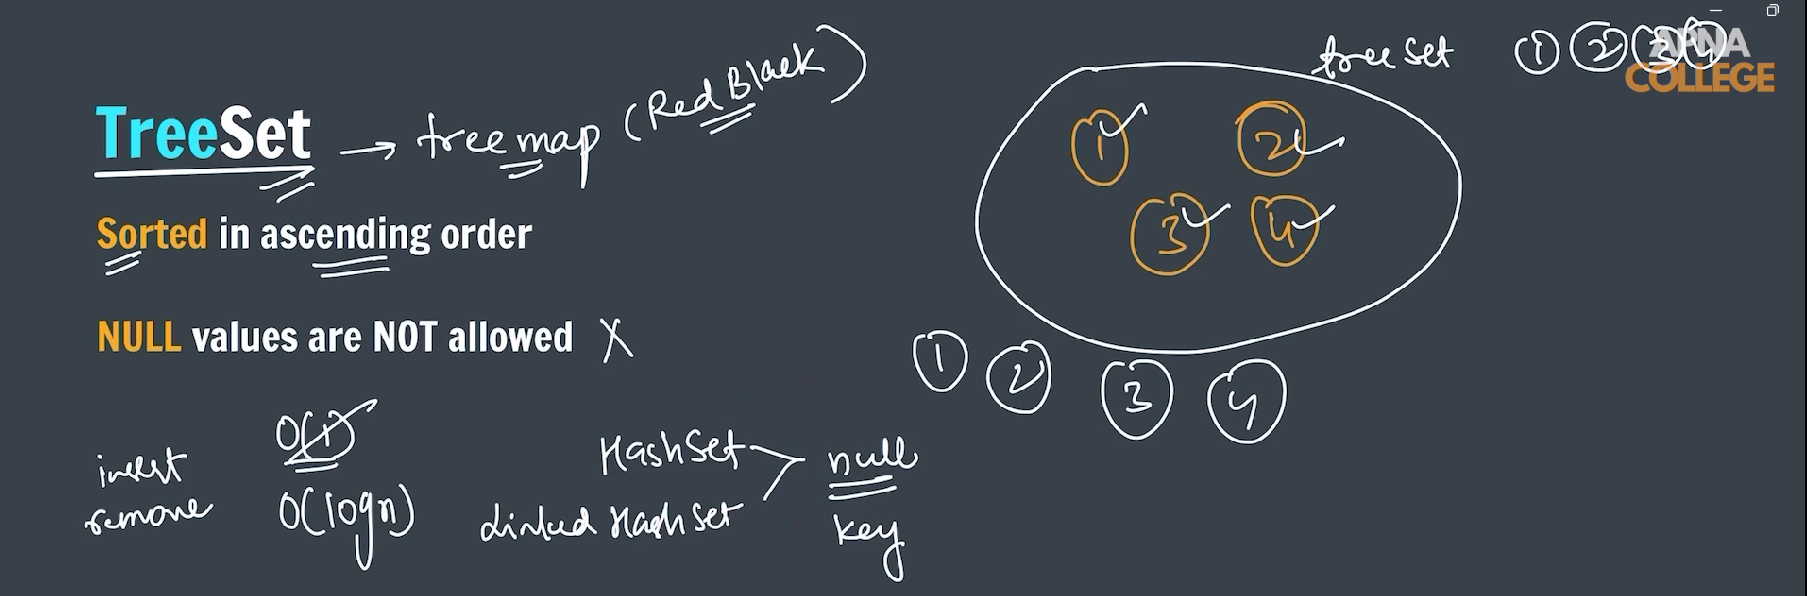 TreeSet → tree map (Red Black)
Sorted in ascending order
NULL values are NOT allowed X
insert
remove
O(1)
O(log n)
HashSet
Linked HashSet
null
key
tree Set ① ② ③ ④
APNA
COLLEGE
① ②
③ ④
① ② ③ ④